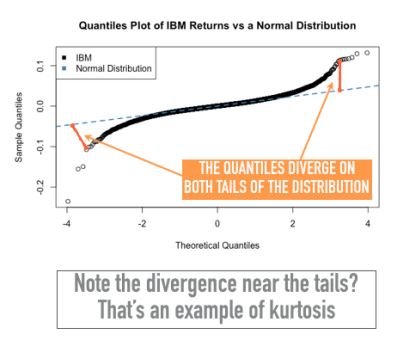 Quantiles Plot of IBM Returns vs a Normal Distribution
IBM
Normal Distribution
Sample Quantiles
0.1
0.0
-0.1
-0.2
THE QUANTILES DIVERGE ON
BOTH TAILS OF THE DISTRIBUTION
-4
-2
0
2
4
Theoretical Quantiles
Note the divergence near the tails?
That's an example of kurtosis